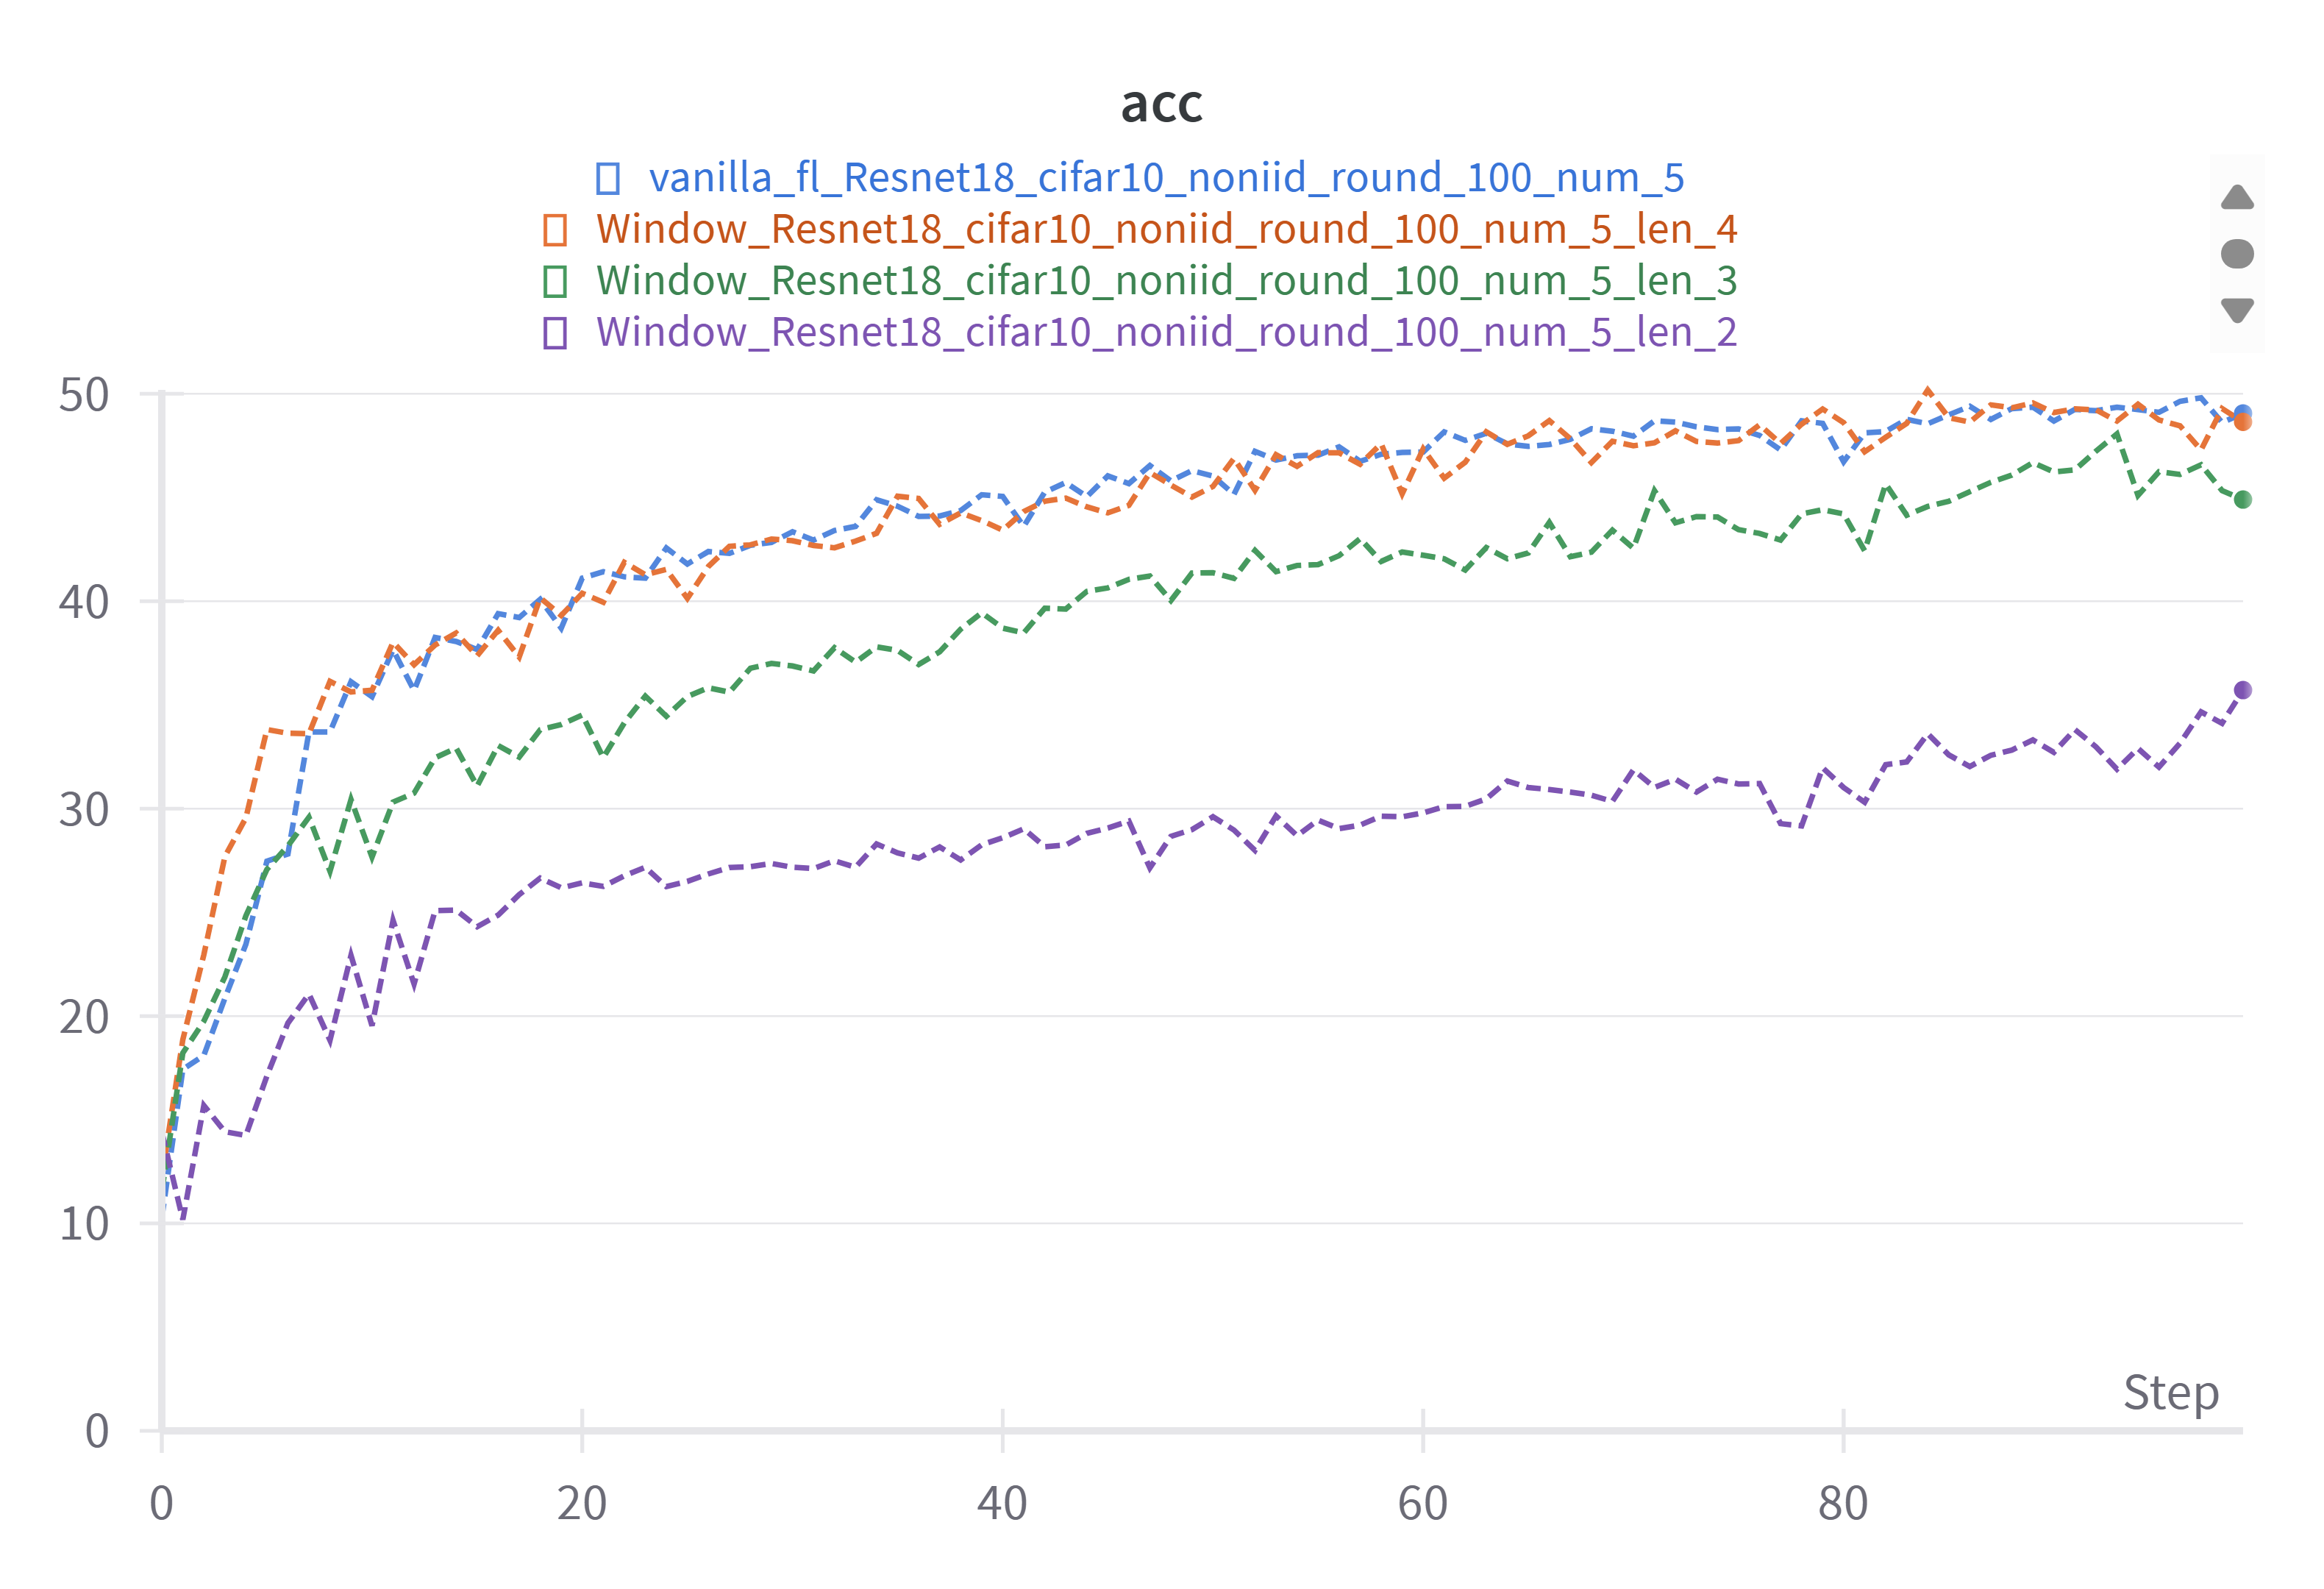 acc
vanilla_fl_Resnet18_cifar10_noniid_round_100_num_5
Window_Resnet18_cifar10_noniid_round_100_num_5_len_4
Window_Resnet18_cifar10_noniid_round_100_num_5_len_3
Window_Resnet18_cifar10_noniid_round_100_num_5_len_2
50
40
30
20
10
0
Step
0 20 40 60 80